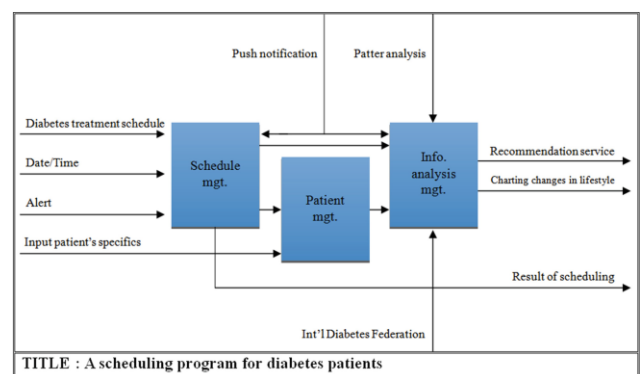 Push notification
Patter analysis
Diabetes treatment schedule
Date/Time
Alert
Input patient's specifics
Schedule
mgt.
Patient
mgt.
Info.
analysis
mgt.
Recommendation service
Charting changes in lifestyle
Result of scheduling
Int'l Diabetes Federation
TITLE : A scheduling program for diabetes patients